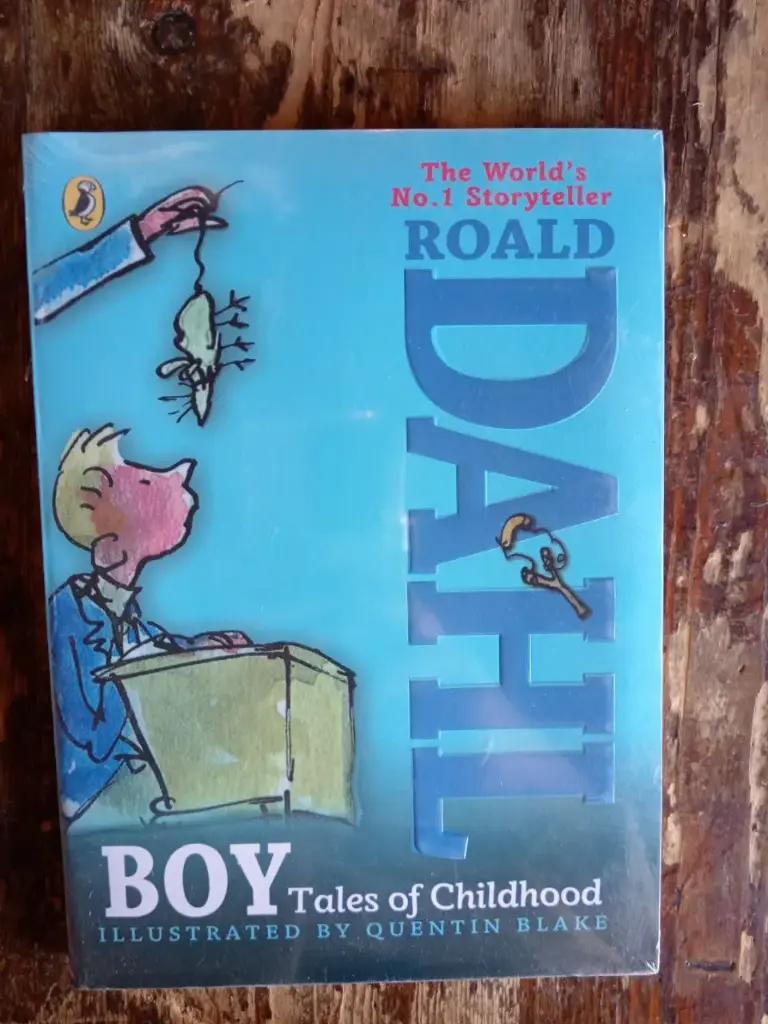 The World's
No.1 Storyteller
ROALD
DAHL
BOY Tales of Childhood
ILLUSTRATED BY QUENTIN BLAKE